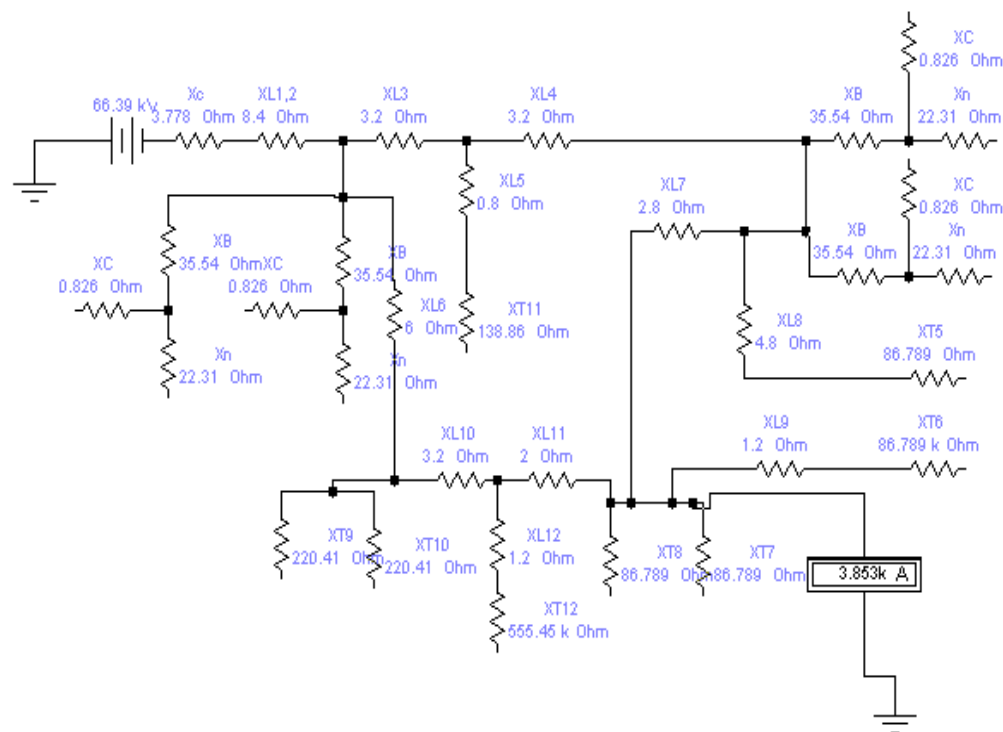 XC
0.826 Ohm
66.39 kV
Xc
3.778 Ohm
XL1,2
8.4 Ohm
XL3
3.2 Ohm
XL4
3.2 Ohm
XB
35.54 Ohm
Xn
22.31 Ohm
XL5
0.8 Ohm
XL7
2.8 Ohm
XC
0.826 Ohm
XB
35.54 Ohm
Xn
22.31 Ohm
XB
35.54 Ohm
XC
0.826 Ohm
XC
0.826 Ohm
XB
35.54 Ohm
XL6
6 Ohm
XT11
138.86 Ohm
XL8
4.8 Ohm
XT5
86.789 Ohm
Xn
22.31 Ohm
Xn
22.31 Ohm
XL10
3.2 Ohm
XL11
2 Ohm
XL9
1.2 Ohm
XT6
86.789 k Ohm
XT9
220.41 Ohm
XT10
220.41 Ohm
XL12
1.2 Ohm
XT8
86.789 Ohm
XT7
86.789 Ohm
3.853k A
XT12
555.45 k Ohm